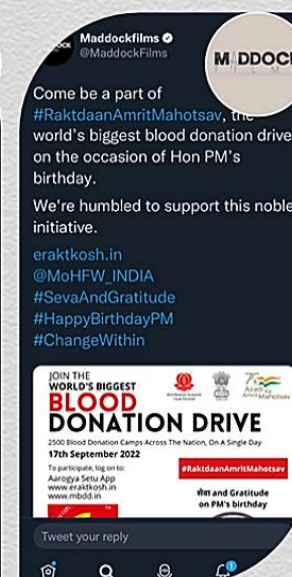 Maddockfilms
@MaddockFilms
MADDOCK
FILMS
Come be a part of
#RaktdaanAmritMahotsav, the
world's biggest blood donation drive
on the occasion of Hon PM's
birthday.
We're humbled to support this noble
initiative.
eraktkosh.in
@MoHFW_INDIA
#SevaAndGratitude
#HappyBirthdayPM
#ChangeWithin
JOIN THE
WORLD'S BIGGEST
BLOOD
DONATION DRIVE
2500 Blood Donation Camps Across The Nation, On A Single Day
17th September 2022
To participate, log on to:
Aarogya Setu App
www.eraktkosh.in
www.mbdd.in
Azadi
Amrit Mahotsav
#RaktdaanAmritMahotsav
सेवा and Gratitude
on PM's birthday
Tweet your reply